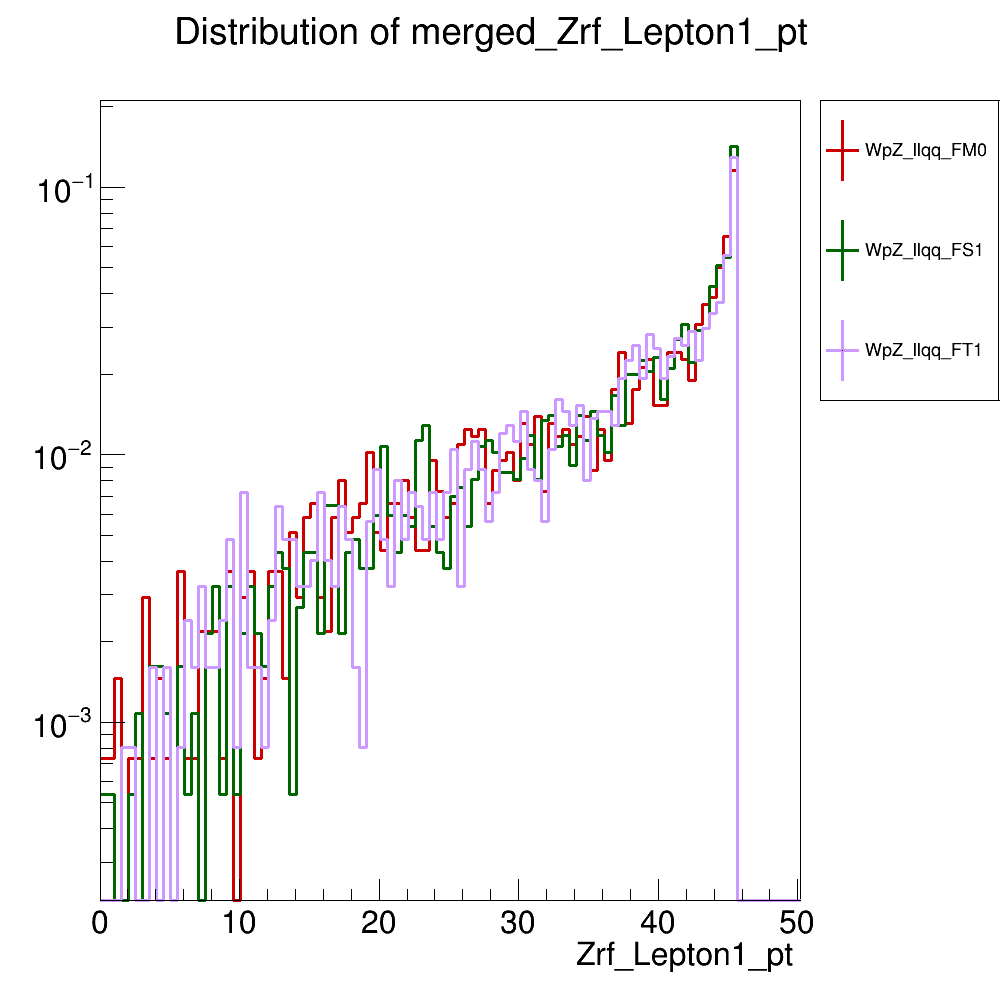 Distribution of merged_Zrf_Lepton1_pt
WpZ_llqq_FM0
WpZ_llqq_FS1
WpZ_llqq_FT1
10⁻¹
10⁻²
10⁻³
0 10 20 30 40 50
Zrf_Lepton1_pt